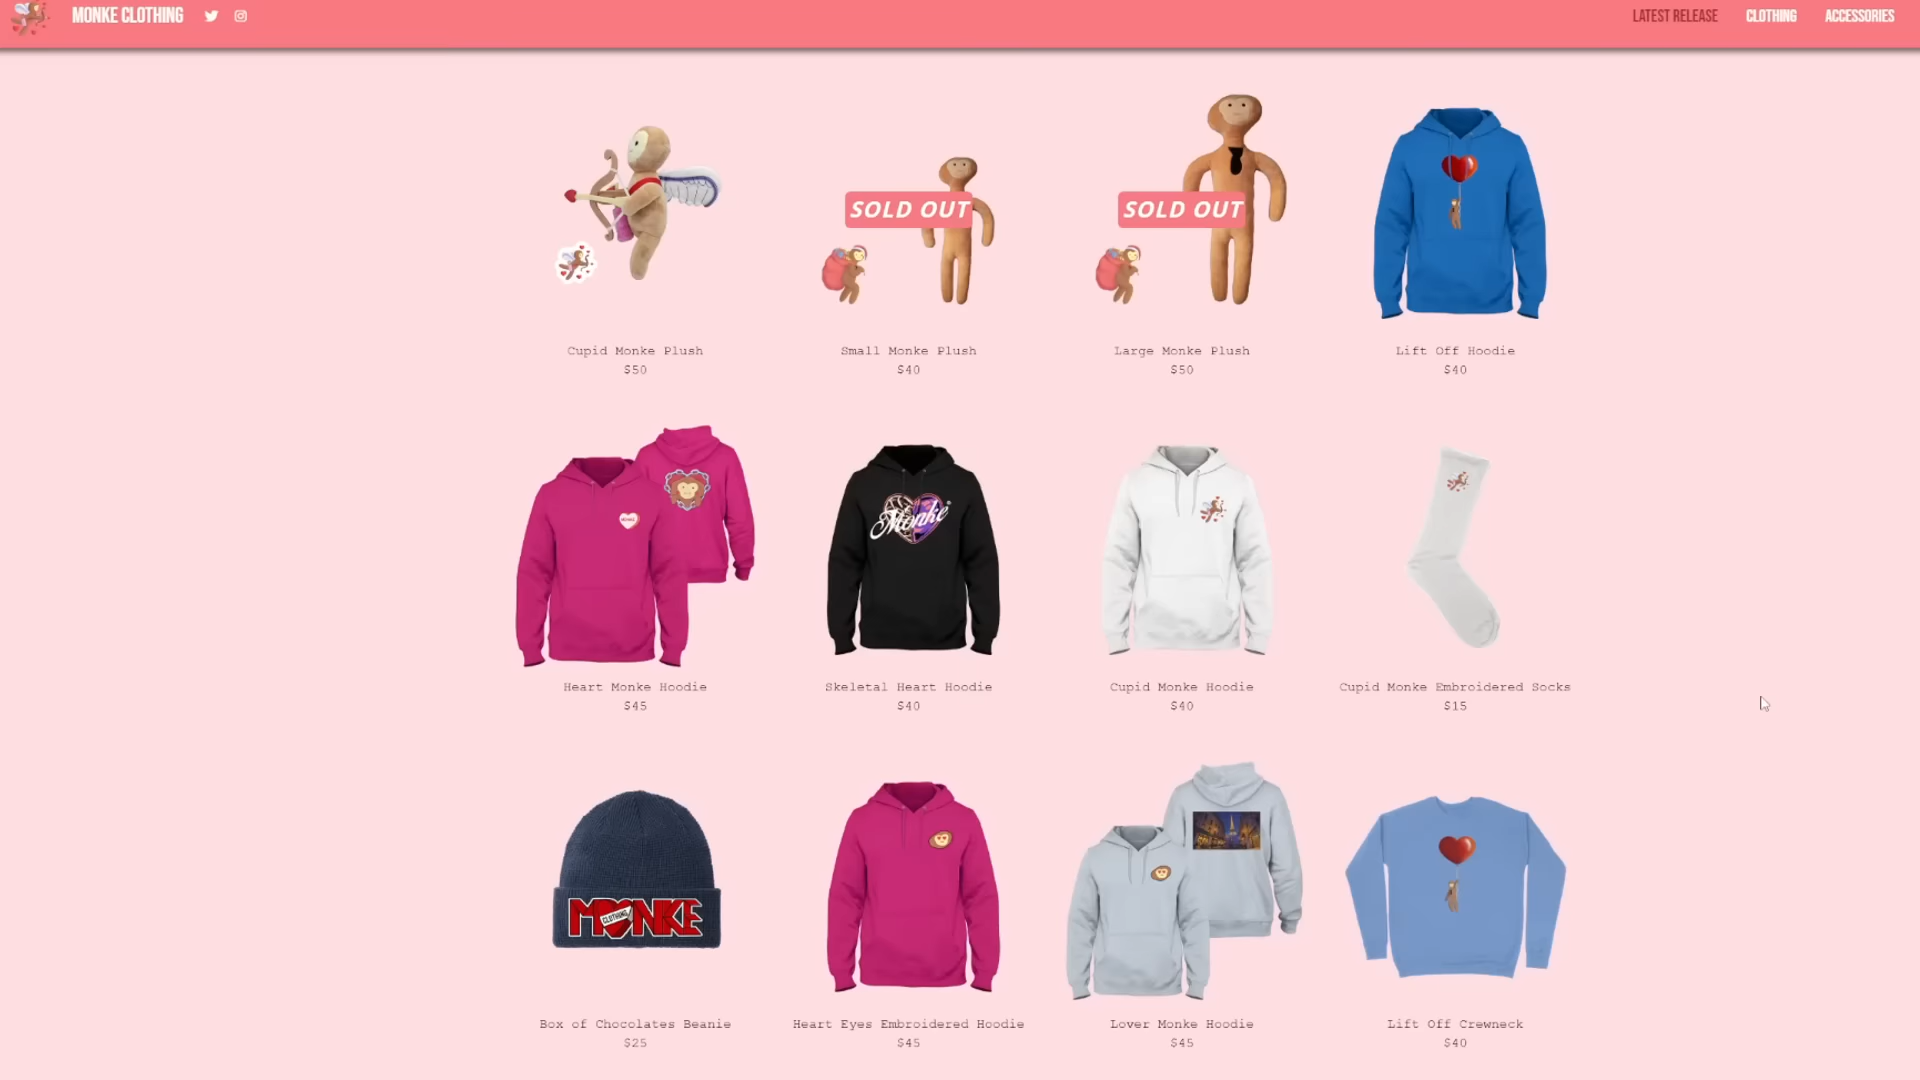 MONKE CLOTHING
LATEST RELEASE
CLOTHING
ACCESSORIES
SOLD OUT
SOLD OUT
Cupid Monke Plush
$50
Small Monke Plush
$40
Large Monke Plush
$50
Lift Off Hoodie
$40
MONKE
Monke
Heart Monke Hoodie
$45
Skeletal Heart Hoodie
$40
Cupid Monke Hoodie
$40
Cupid Monke Embroidered Socks
$15
MONKE
CLOTHING
Box of Chocolates Beanie
$25
Heart Eyes Embroidered Hoodie
$45
Lover Monke Hoodie
$45
Lift Off Crewneck
$40